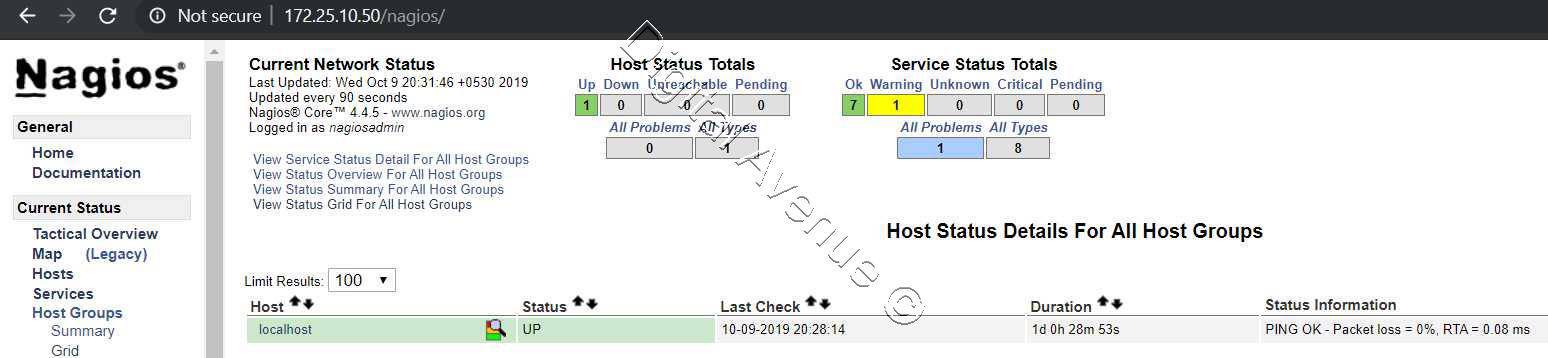 Not secure | 172.25.10.50/nagios/
Nagios®
General
Home
Documentation
Current Status
Tactical Overview
Map (Legacy)
Hosts
Services
Host Groups
Summary
Grid
Current Network Status
Last Updated: Wed Oct 9 20:31:46 +0530 2019
Updated every 90 seconds
Nagios® Core™ 4.4.5 - www.nagios.org
Logged in as nagiosadmin
View Service Status Detail For All Host Groups
View Status Overview For All Host Groups
View Status Summary For All Host Groups
View Status Grid For All Host Groups
Host Status Totals
Up Down Unreachable Pending
1 0 0 0
All Problems All Types
0 1
Service Status Totals
Ok Warning Unknown Critical Pending
7 1 0 0 0
All Problems All Types
1 8
Digital Avenue ©
Host Status Details For All Host Groups
Limit Results: 100
Host Status Last Check Duration Status Information
localhost UP 10-09-2019 20:28:14 1d 0h 28m 53s PING OK - Packet loss = 0%, RTA = 0.08 ms